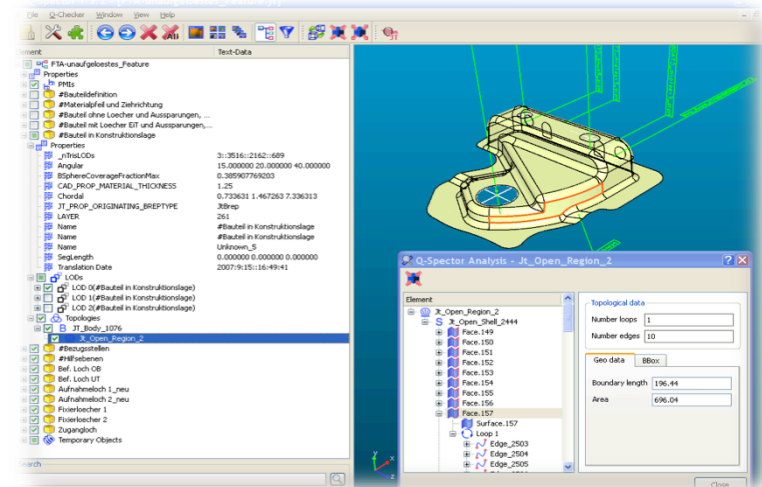 File Q-Checker Window View Help
Element Text-Data
FTA-unaufgeloestes_Feature
Properties
PMIs
#Bauteildefinition
#Materialpfeil und Ziehrichtung
#Bauteil ohne Loecher und Aussparungen, ...
#Bauteil mit Loecher EiT und Aussparungen,...
#Bauteil in Konstruktionslage
Properties
_nTrisLODs 3::3516::2162::689
Angular 15.000000 20.000000 40.000000
BSphereCoverageFractionMax 0.385907769203
CAD_PROP_MATERIAL_THICKNESS 1.25
Chordal 0.733631 1.467263 7.336313
JT_PROP_ORIGINATING_BREPTYPE JtBrep
LAYER 261
Name #Bauteil in Konstruktionslage
Name #Bauteil in Konstruktionslage
Name Unknown_5
SegLength 0.000000 0.000000 0.000000
Translation Date 2007:9:15::16:49:41
LODs
LOD 0(#Bauteil in Konstruktionslage)
LOD 1(#Bauteil in Konstruktionslage)
LOD 2(#Bauteil in Konstruktionslage)
Topologies
B JT_Body_1076
Jt_Open_Region_2
#Bezugsstellen
#Hilfsebenen
Bef. Loch OB
Bef. Loch UT
Aufnahmeloch 1_neu
Aufnahmeloch 2_neu
Fixierloecher 1
Fixierloecher 2
Zugangloch
Temporary Objects
Search
y
x
z
Q-Spector Analysis - Jt_Open_Region_2
Element
Jt_Open_Region_2
S Jt_Open_Shell_2444
Face.149
Face.150
Face.151
Face.152
Face.153
Face.154
Face.155
Face.156
Face.157
Surface.157
Loop 1
Edge_2503
Edge_2504
Edge_2505
Topological data
Number loops 1
Number edges 10
Geo data BBox
Boundary length 196.44
Area 696.04
Close